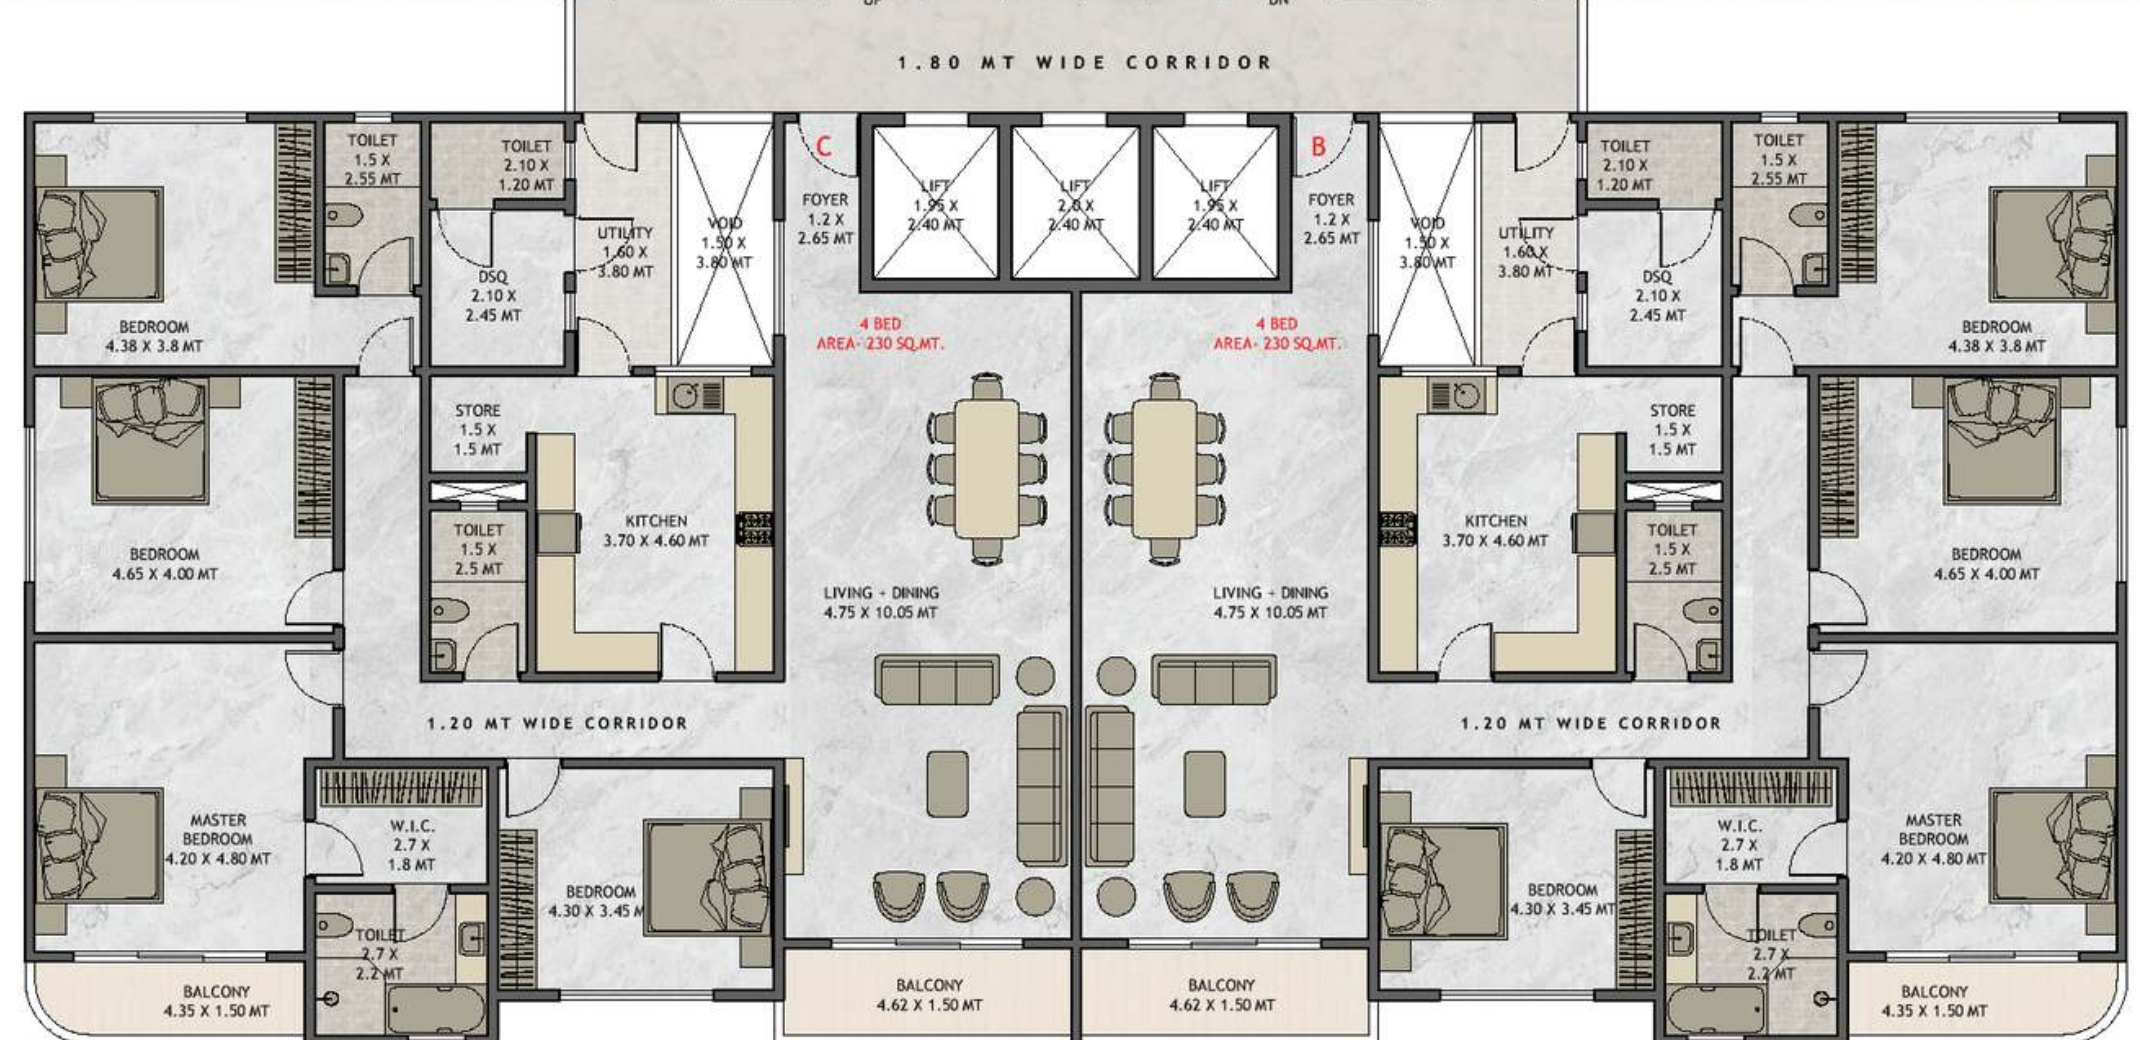 UP
DN
1.80 MT WIDE CORRIDOR
TOILET
1.5 X
2.55 MT
TOILET
2.10 X
1.20 MT
C
FOYER
1.2 X
2.65 MT
LIFT
1.95 X
2.40 MT
LIFT
2.0 X
2.40 MT
LIFT
1.95 X
2.40 MT
B
FOYER
1.2 X
2.65 MT
TOILET
2.10 X
1.20 MT
TOILET
1.5 X
2.55 MT
UTILITY
1.60 X
3.80 MT
VOID
1.50 X
3.80 MT
VOID
1.50 X
3.80 MT
UTILITY
1.60 X
3.80 MT
DSQ
2.10 X
2.45 MT
DSQ
2.10 X
2.45 MT
BEDROOM
4.38 X 3.8 MT
4 BED
AREA- 230 SQ.MT.
4 BED
AREA- 230 SQ.MT.
BEDROOM
4.38 X 3.8 MT
STORE
1.5 X
1.5 MT
STORE
1.5 X
1.5 MT
BEDROOM
4.65 X 4.00 MT
TOILET
1.5 X
2.5 MT
KITCHEN
3.70 X 4.60 MT
KITCHEN
3.70 X 4.60 MT
TOILET
1.5 X
2.5 MT
BEDROOM
4.65 X 4.00 MT
LIVING + DINING
4.75 X 10.05 MT
LIVING + DINING
4.75 X 10.05 MT
1.20 MT WIDE CORRIDOR
1.20 MT WIDE CORRIDOR
MASTER
BEDROOM
4.20 X 4.80 MT
W.I.C.
2.7 X
1.8 MT
W.I.C.
2.7 X
1.8 MT
MASTER
BEDROOM
4.20 X 4.80 MT
BEDROOM
4.30 X 3.45 M
BEDROOM
4.30 X 3.45 MT
TOILET
2.7 X
2.2 MT
TOILET
2.7 X
2.2 MT
BALCONY
4.35 X 1.50 MT
BALCONY
4.62 X 1.50 MT
BALCONY
4.62 X 1.50 MT
BALCONY
4.35 X 1.50 MT